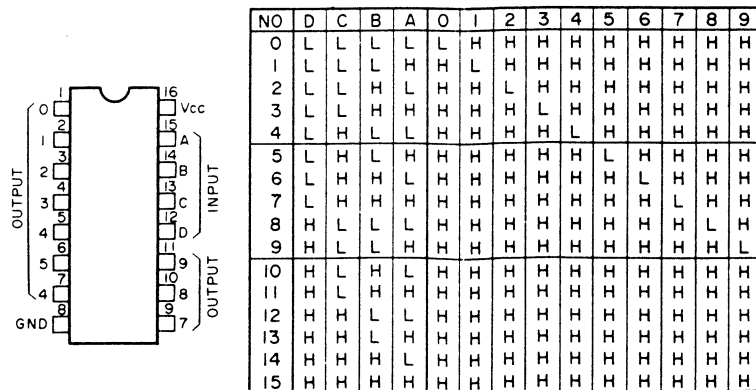 1 16
0 Vcc
2 15
1 A
3 14
2 B
4 13
3 C
5 12
4 D
6 11
5 9
7 10
4 8
8 9
GND 7
OUTPUT
INPUT
OUTPUT
NO D C B A 0 1 2 3 4 5 6 7 8 9
0 L L L L L H H H H H H H H H
1 L L L H H L H H H H H H H H
2 L L H L H H L H H H H H H H
3 L L H H H H H L H H H H H H
4 L H L L H H H H L H H H H H
5 L H L H H H H H H L H H H H
6 L H H L H H H H H H L H H H
7 L H H H H H H H H H H L H H
8 H L L L H H H H H H H H L H
9 H L L H H H H H H H H H H L
10 H L H L H H H H H H H H H H
11 H L H H H H H H H H H H H H
12 H H L L H H H H H H H H H H
13 H H L H H H H H H H H H H H
14 H H H L H H H H H H H H H H
15 H H H H H H H H H H H H H H